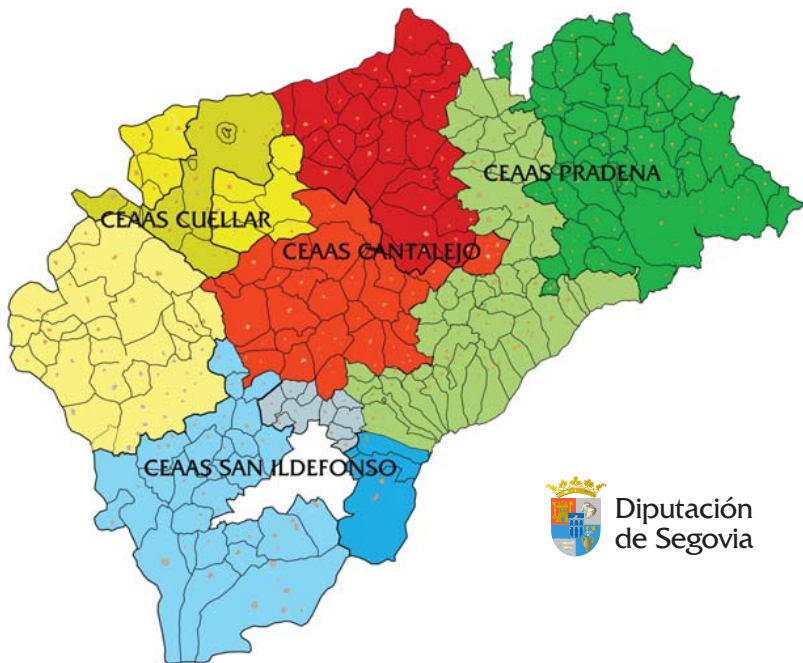 CEAAS PRADENA
CEAAS CUELLAR
CEAAS CANTALEJO
CEAAS SAN ILDEFONSO
Diputación
de Segovia